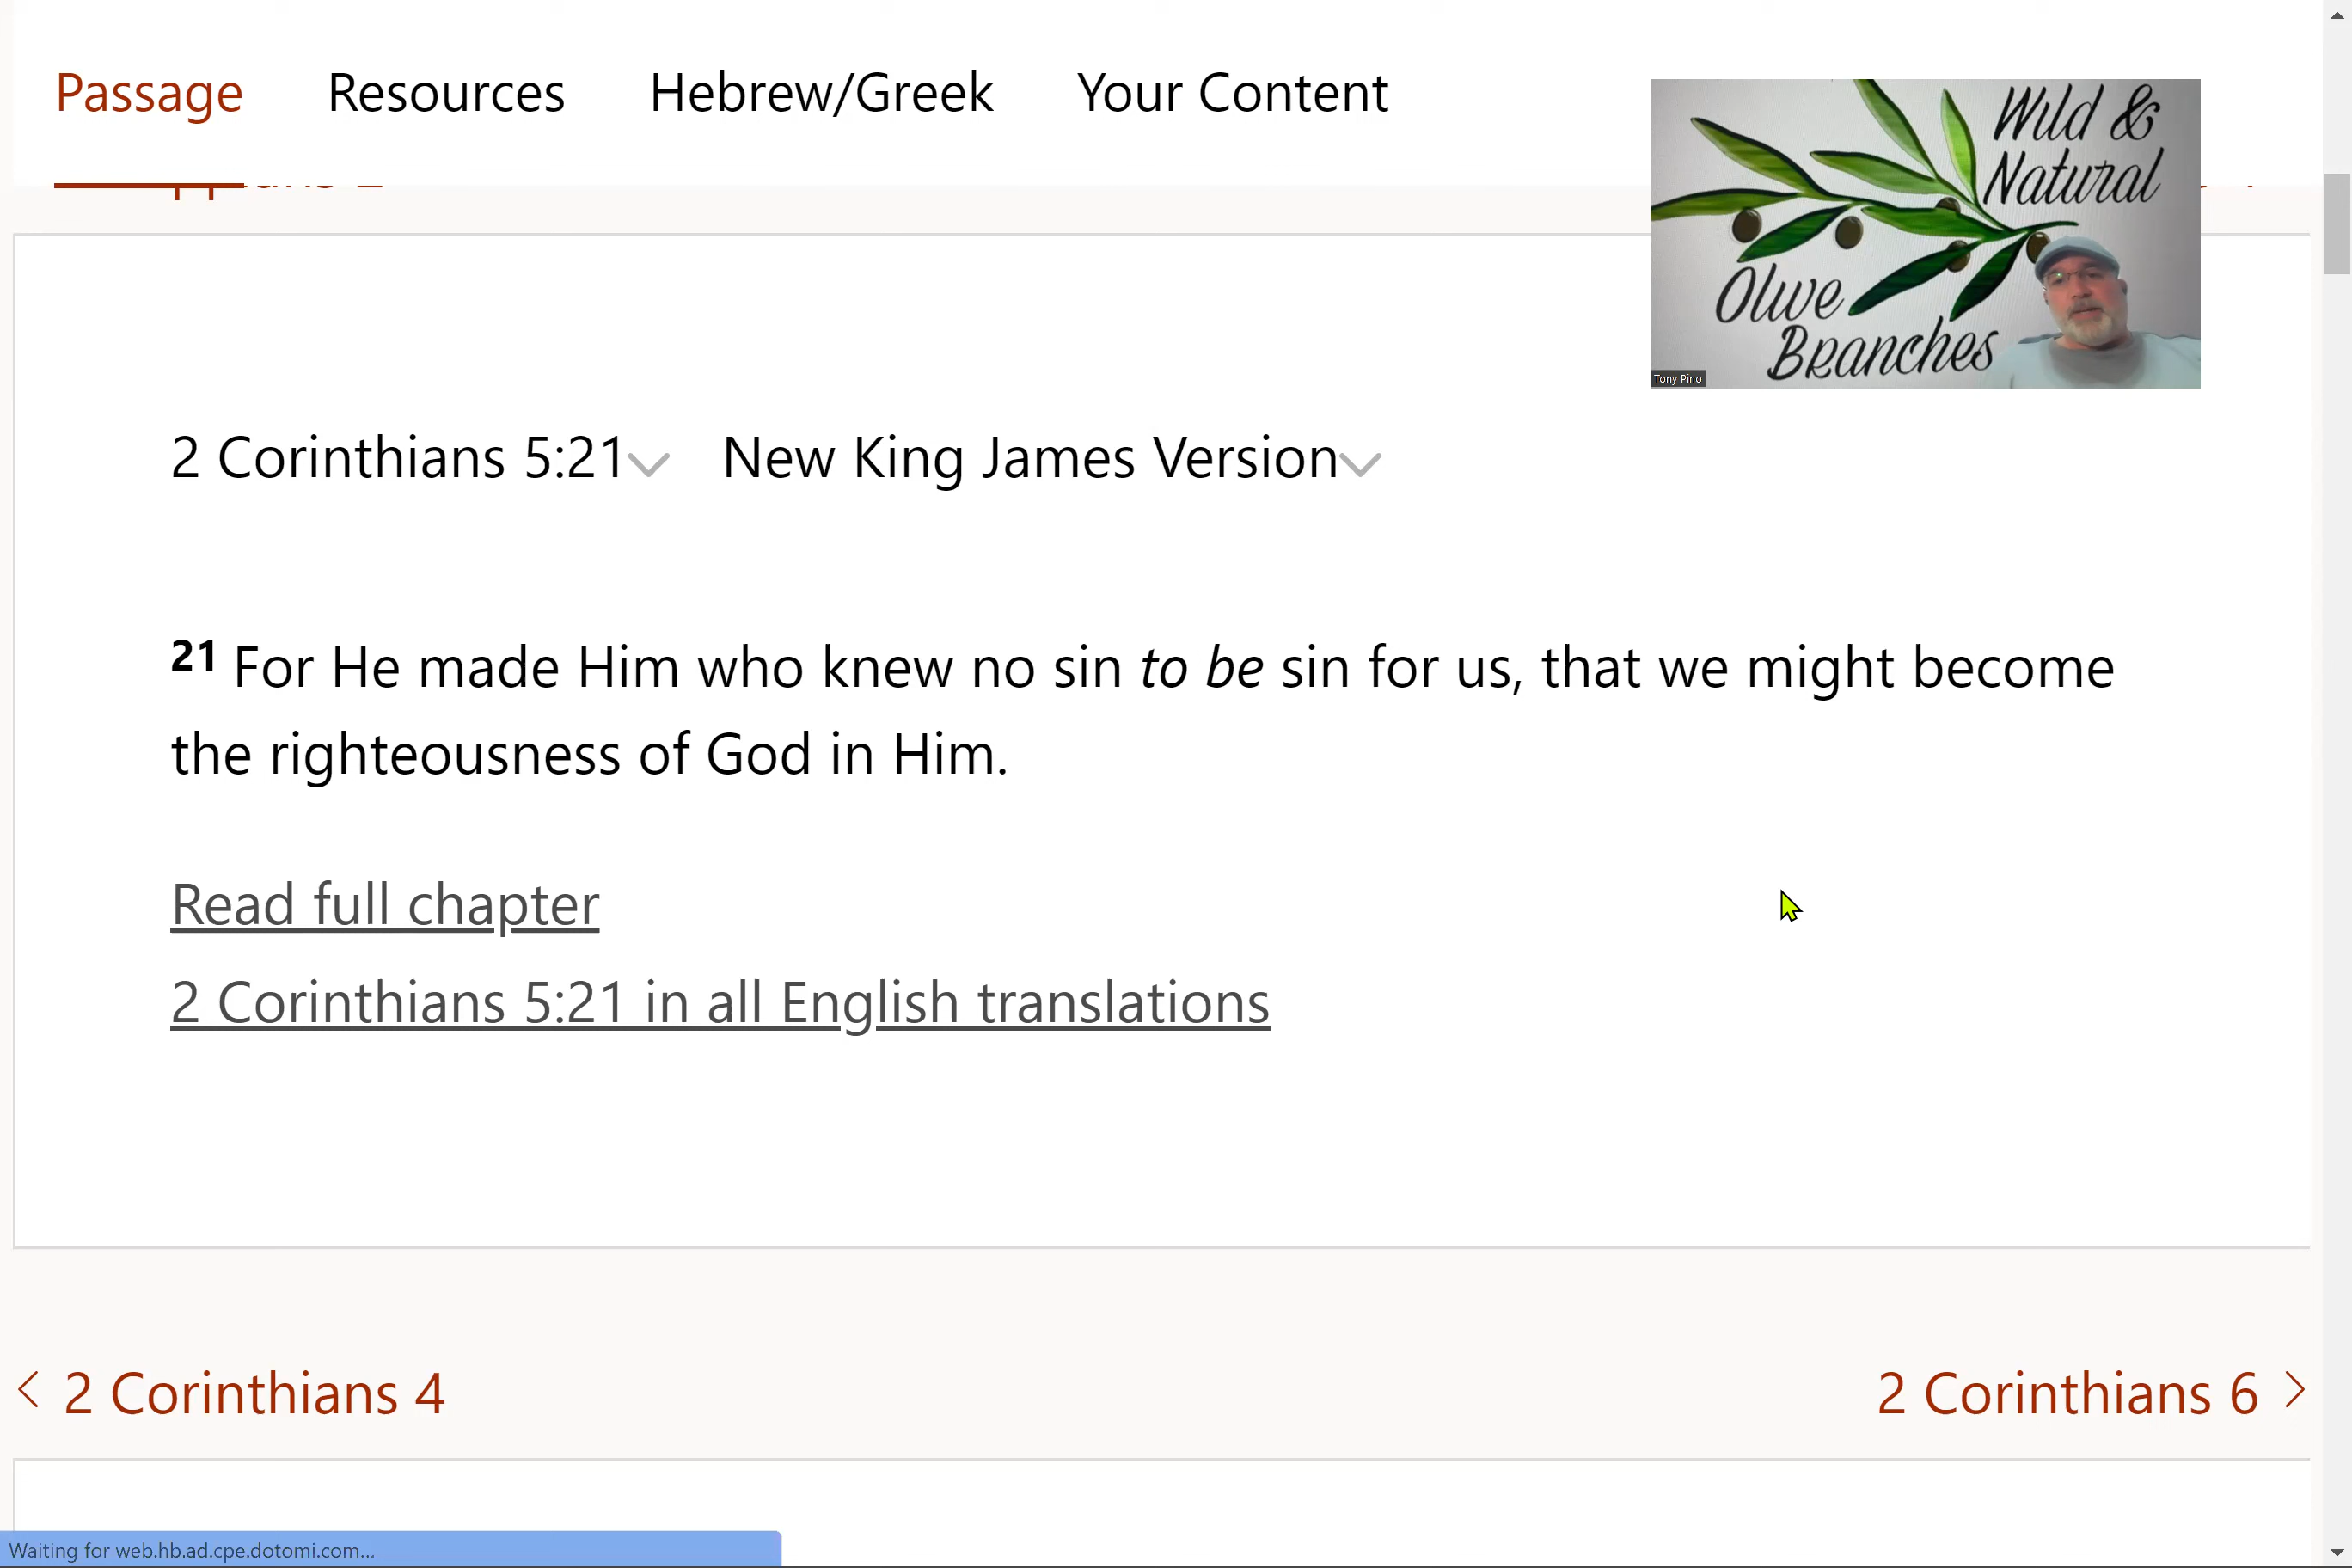 Passage Resources Hebrew/Greek Your Content
Wild &
Natural
Olive
Branches
Tony Pino
2 Corinthians 5:21 New King James Version
21 For He made Him who knew no sin to be sin for us, that we might become
the righteousness of God in Him.
Read full chapter
2 Corinthians 5:21 in all English translations
2 Corinthians 4
2 Corinthians 6
Waiting for web.hb.ad.cpe.dotomi.com...